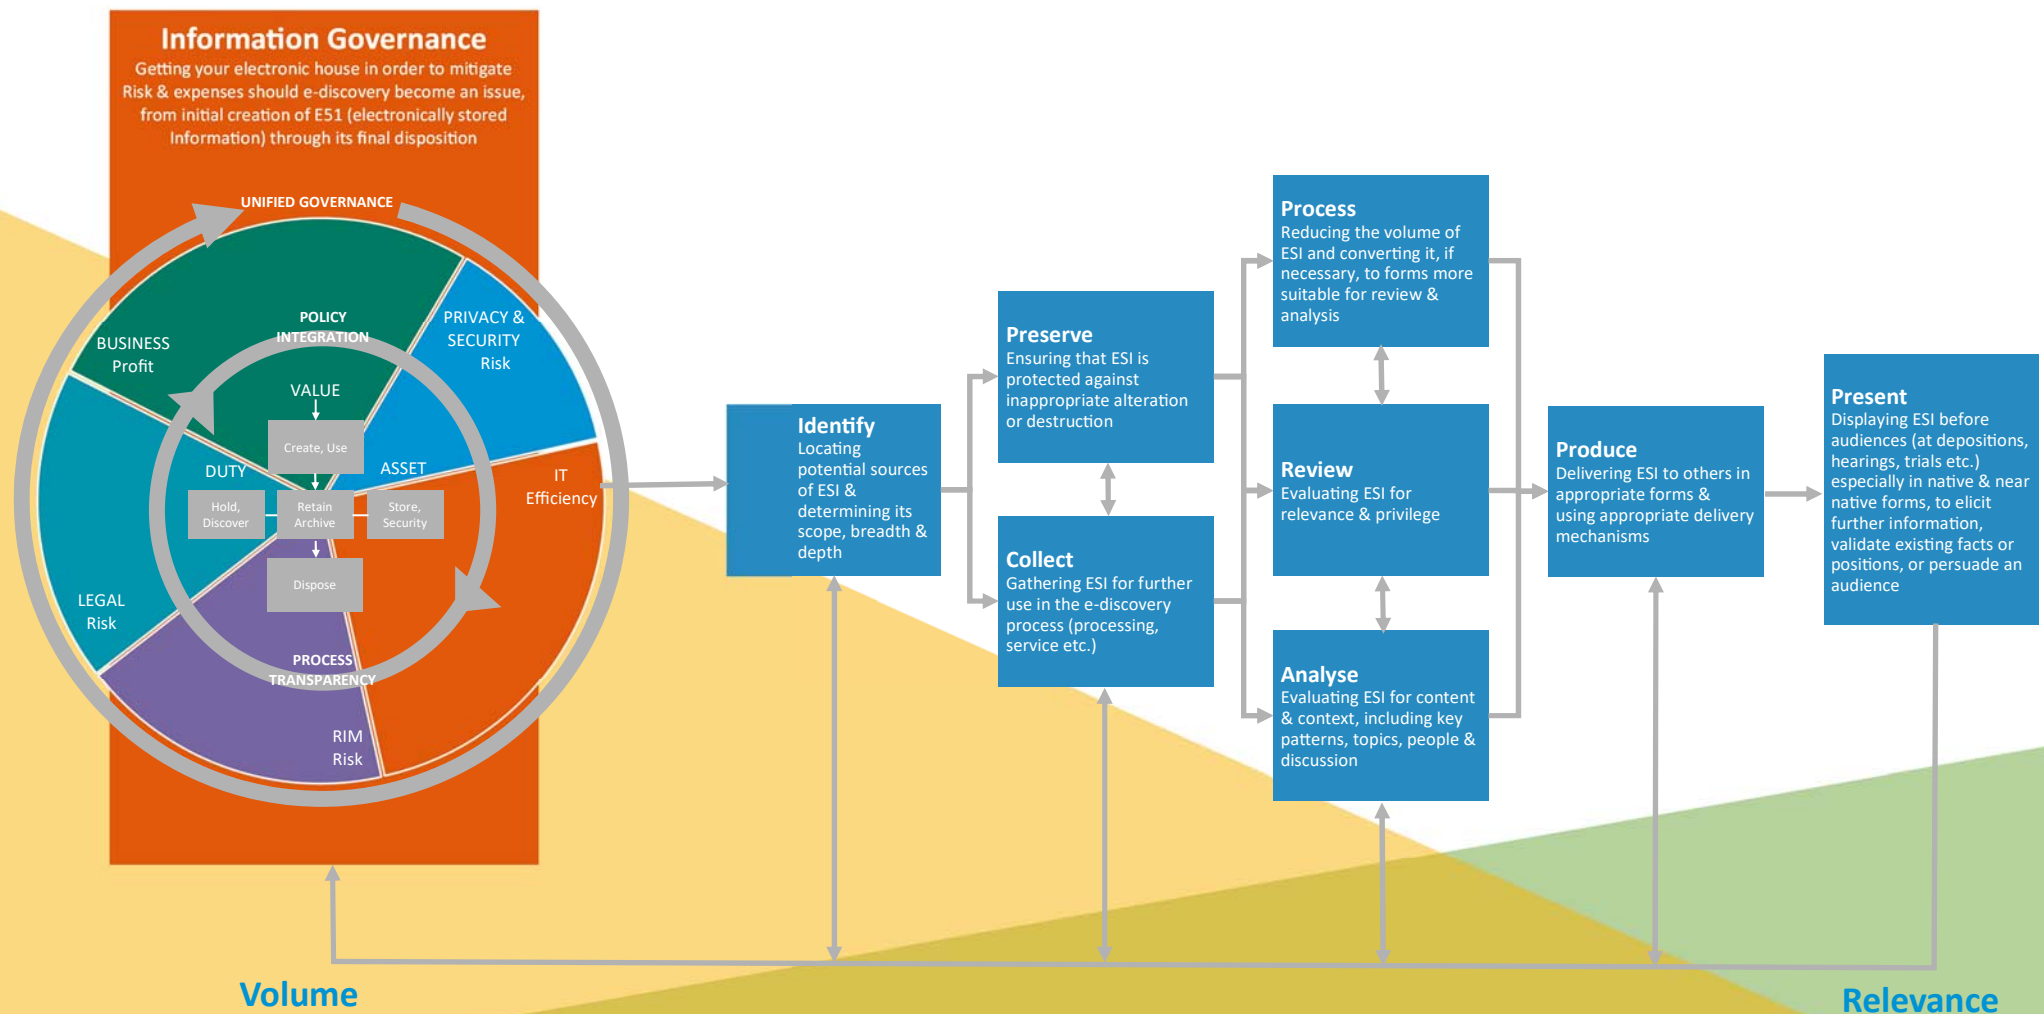 Information Governance
Getting your electronic house in order to mitigate
Risk & expenses should e-discovery become an issue,
from initial creation of E51 (electronically stored
Information) through its final disposition
UNIFIED GOVERNANCE
BUSINESS
Profit
POLICY
INTEGRATION
PRIVACY &
SECURITY
Risk
VALUE
Create, Use
DUTY
ASSET
IT
Efficiency
Hold,
Discover
Retain
Archive
Store,
Security
Dispose
LEGAL
Risk
PROCESS
TRANSPARENCY
RIM
Risk
Identify
Locating
potential sources
of ESI &
determining its
scope, breadth &
depth
Preserve
Ensuring that ESI is
protected against
inappropriate alteration
or destruction
Collect
Gathering ESI for further
use in the e-discovery
process (processing,
service etc.)
Process
Reducing the volume of
ESI and converting it, if
necessary, to forms more
suitable for review &
analysis
Review
Evaluating ESI for
relevance & privilege
Analyse
Evaluating ESI for content
& context, including key
patterns, topics, people &
discussion
Produce
Delivering ESI to others in
appropriate forms &
using appropriate delivery
mechanisms
Present
Displaying ESI before
audiences (at depositions,
hearings, trials etc.)
especially in native & near
native forms, to elicit
further information,
validate existing facts or
positions, or persuade an
audience
Volume
Relevance